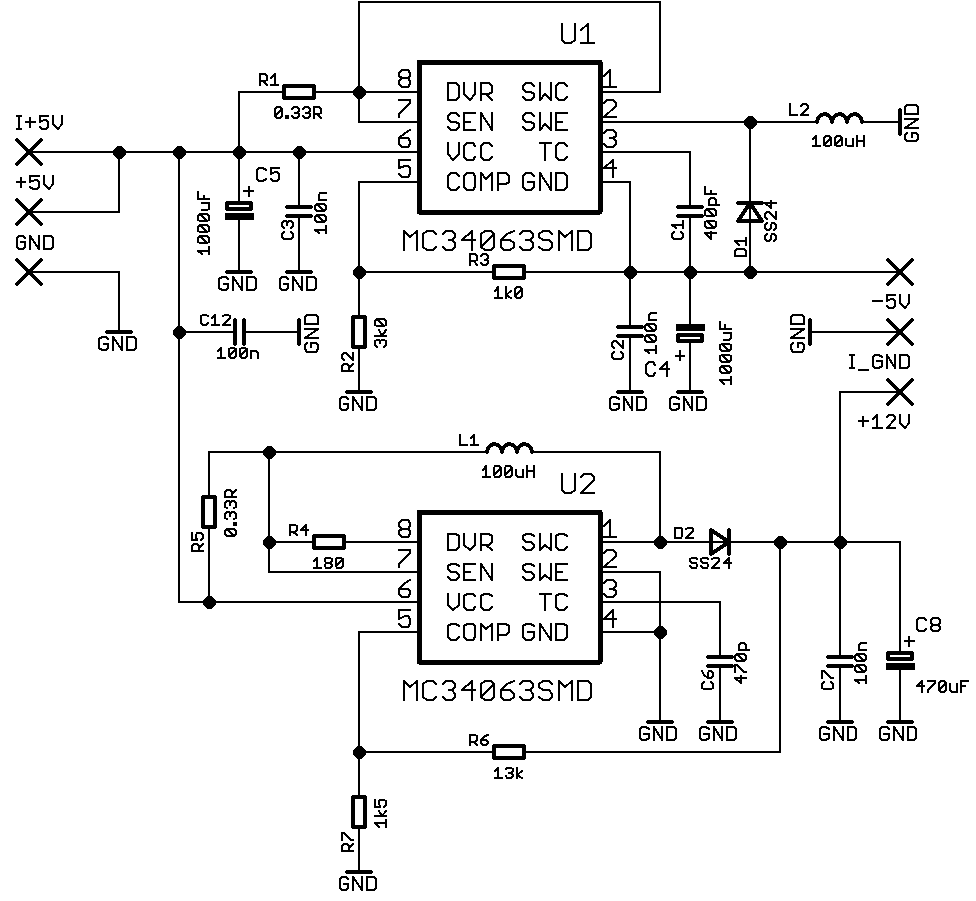 U1
R1
0.33R
8 DVR SWC 1
7 SEN SWE 2
6 VCC TC 3
5 COMP GND 4
MC34063SMD
L2
100uH
GND
I+5V
+5V
GND
GND
C5
+
1000uF
GND
C3
100n
GND
C1
400pF
D1
SS24
R3
1k0
C12
100n
GND
R2
3k0
GND
C2
100n
GND
C4
+
1000uF
GND
-5V
GND
I_GND
+12V
L1
100uH
U2
R5
0.33R
R4
180
8 DVR SWC 1
7 SEN SWE 2
6 VCC TC 3
5 COMP GND 4
MC34063SMD
D2
SS24
GND
C6
470p
GND
C7
100n
GND
+
C8
470uF
GND
R6
13k
R7
1k5
GND